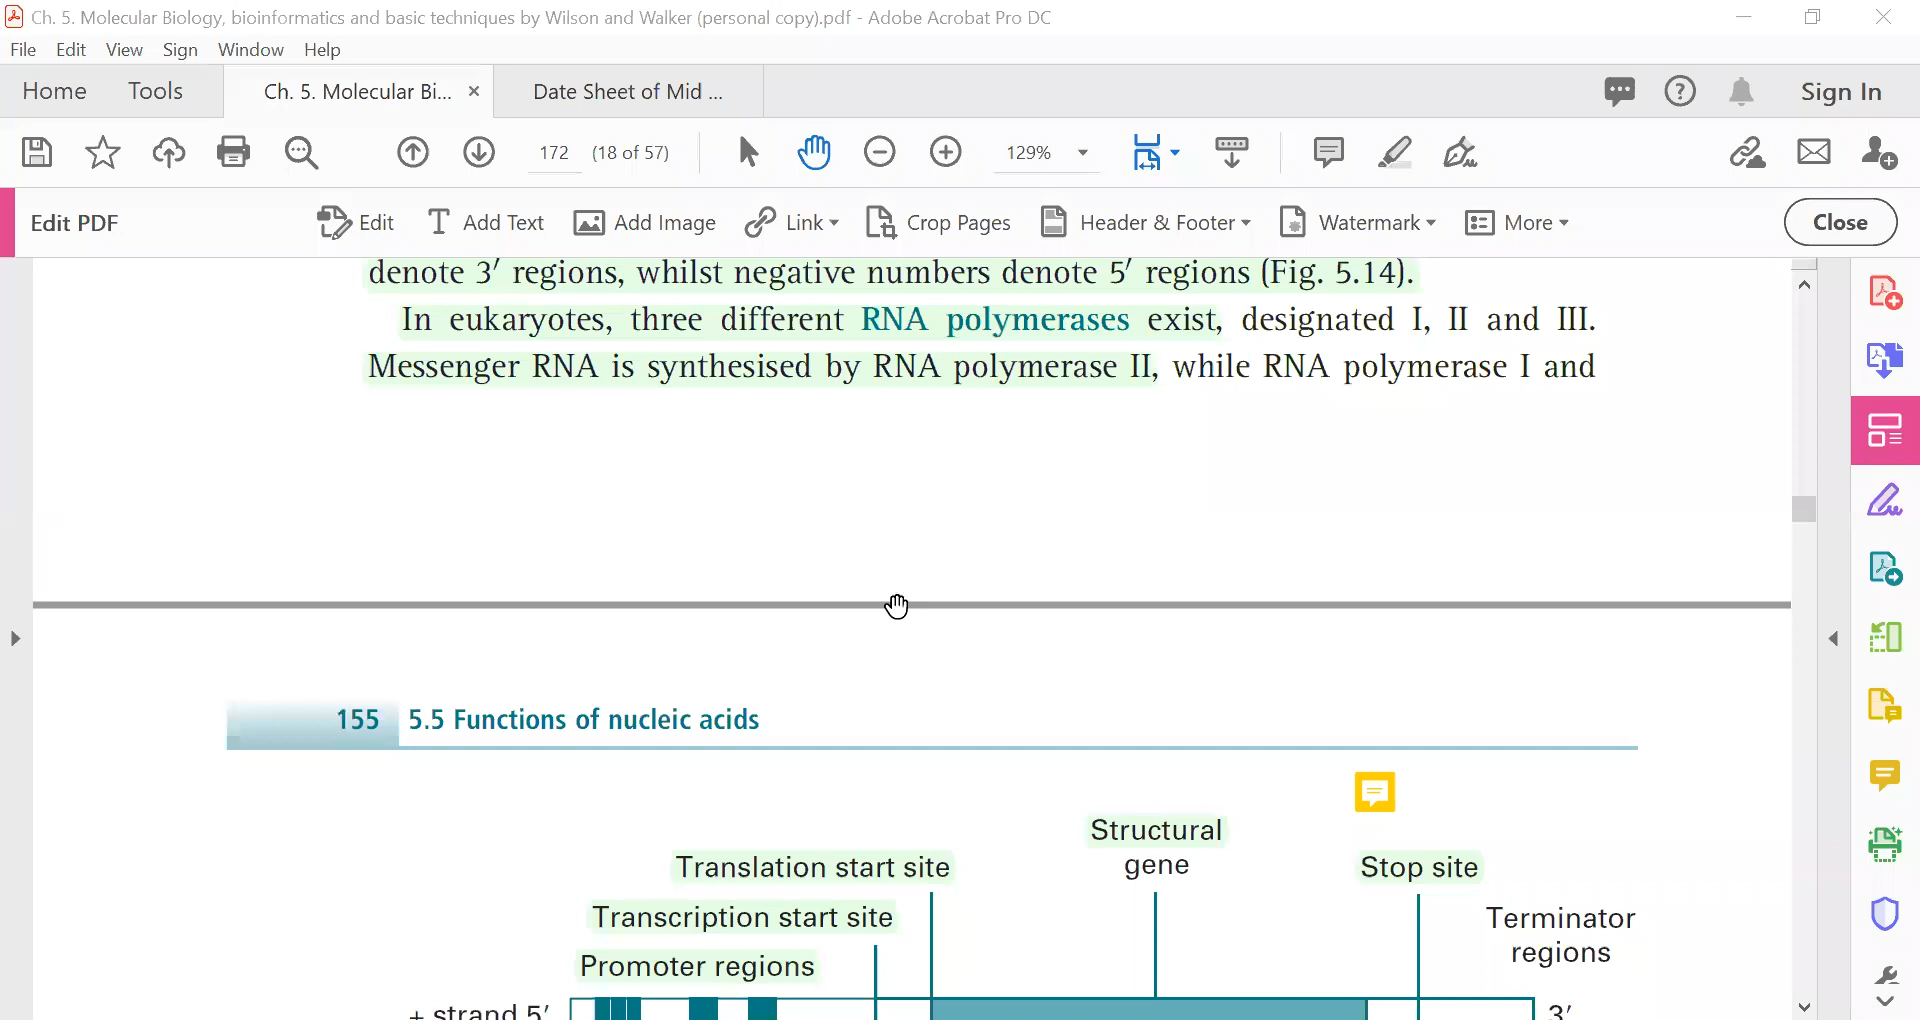 Ch. 5. Molecular Biology, bioinformatics and basic techniques by Wilson and Walker (personal copy).pdf - Adobe Acrobat Pro DC
File Edit View Sign Window Help
Home Tools Ch. 5. Molecular Bi... × Date Sheet of Mid ... Sign In
172 (18 of 57) 129%
Edit PDF Edit Add Text Add Image Link Crop Pages Header & Footer Watermark More Close
denote 3′ regions, whilst negative numbers denote 5′ regions (Fig. 5.14).
In eukaryotes, three different RNA polymerases exist, designated I, II and III.
Messenger RNA is synthesised by RNA polymerase II, while RNA polymerase I and
155 5.5 Functions of nucleic acids
Structural
gene
Translation start site
Stop site
Transcription start site
Terminator
regions
Promoter regions
+ strand 5′ 3′